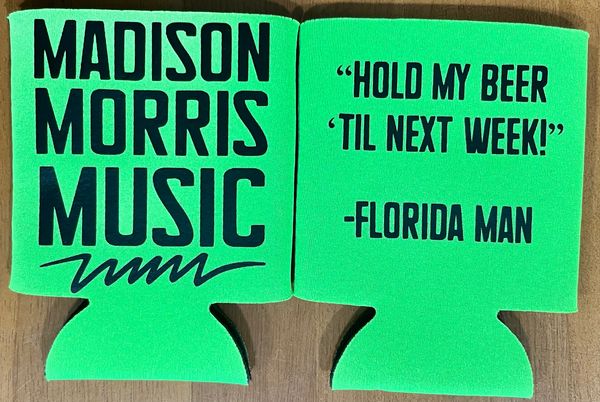 MADISON
MORRIS
MUSIC
“HOLD MY BEER
‘TIL NEXT WEEK!”
-FLORIDA MAN